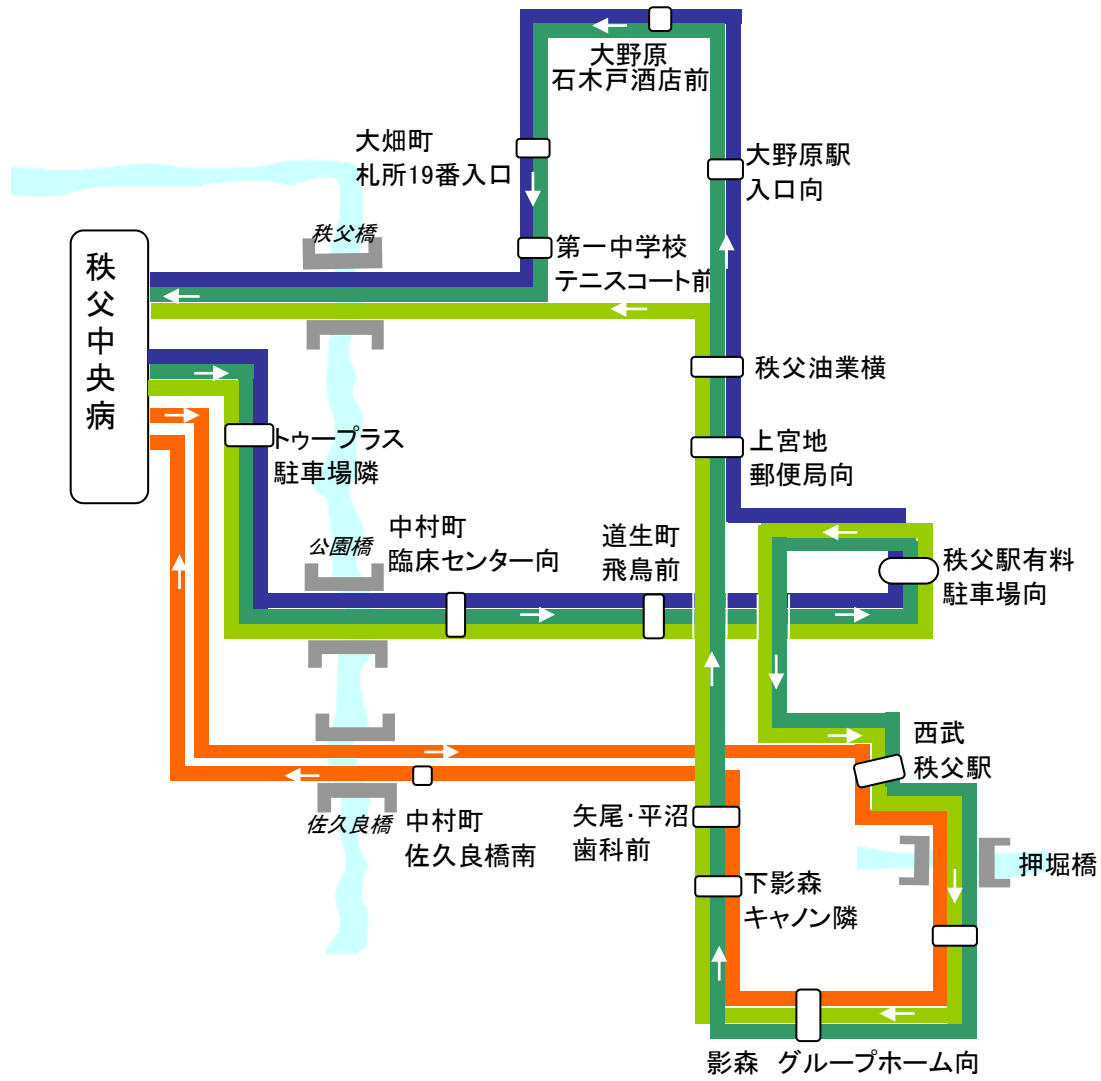 大野原
石木戸酒店前
大畑町
札所19番入口
大野原駅
入口向
秩父橋
第一中学校
テニスコート前
秩父中央病
秩父油業横
トゥープラス
駐車場隣
上宮地
郵便局向
公園橋
中村町
臨床センター向
道生町
飛鳥前
秩父駅有料
駐車場向
西武
秩父駅
佐久良橋
中村町
佐久良橋南
矢尾・平沼
歯科前
押堀橋
下影森
キャノン隣
影森 グループホーム向